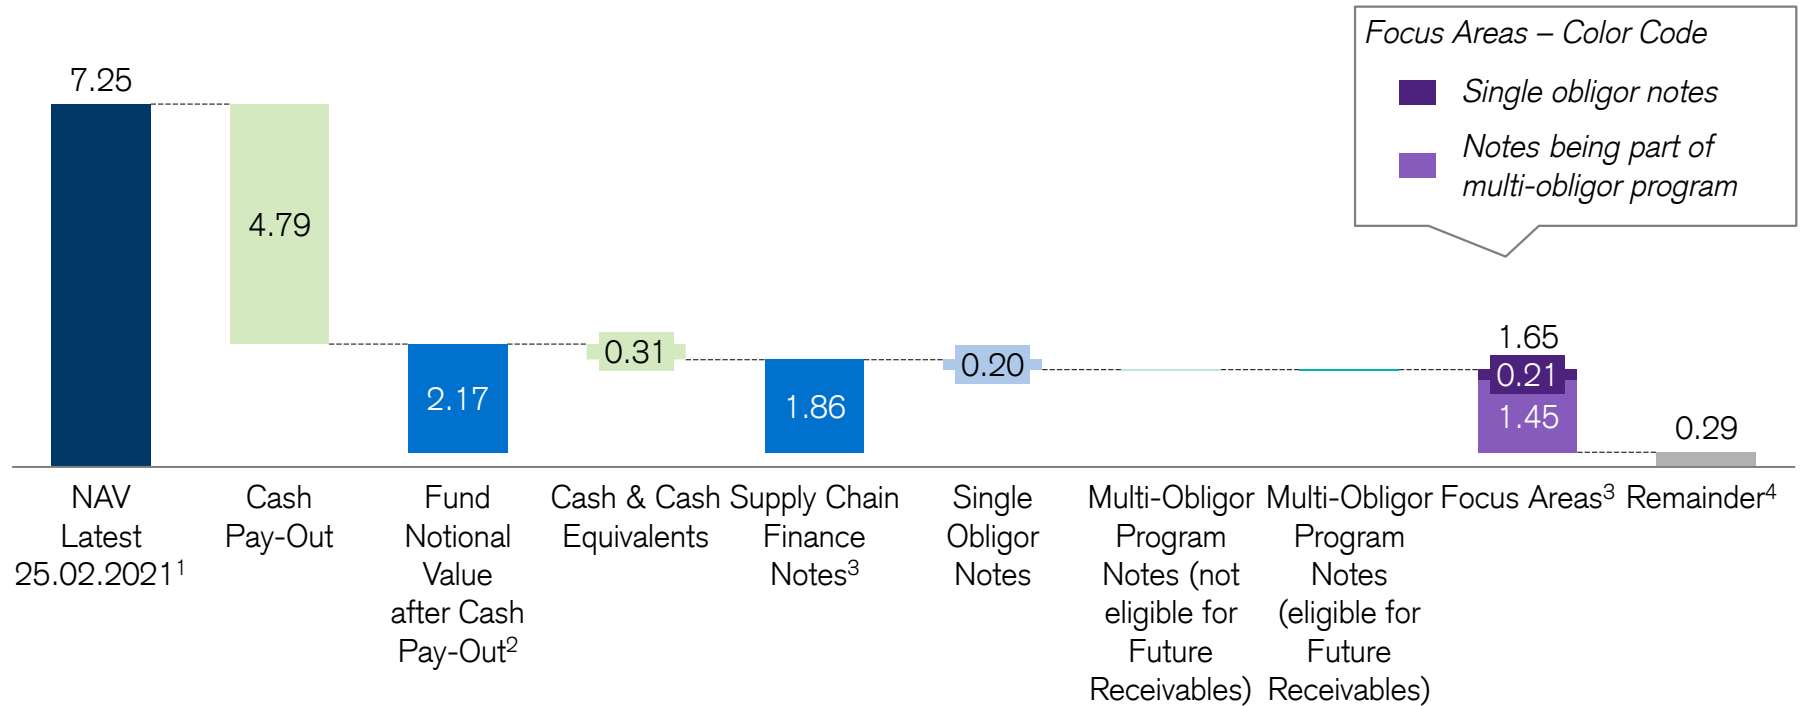 Focus Areas – Color Code
Single obligor notes
Notes being part of
multi-obligor program
7.25
4.79
2.17
0.31
1.86
0.20
1.65
0.21
1.45
0.29
NAV
Latest
25.02.2021¹
Cash
Pay-Out
Fund
Notional
Value
after Cash
Pay-Out²
Cash & Cash
Equivalents
Supply Chain
Finance
Notes³
Single
Obligor
Notes
Multi-Obligor
Program
Notes (not
eligible for
Future
Receivables)
Multi-Obligor
Program
Notes
(eligible for
Future
Receivables)
Focus Areas³
Remainder⁴